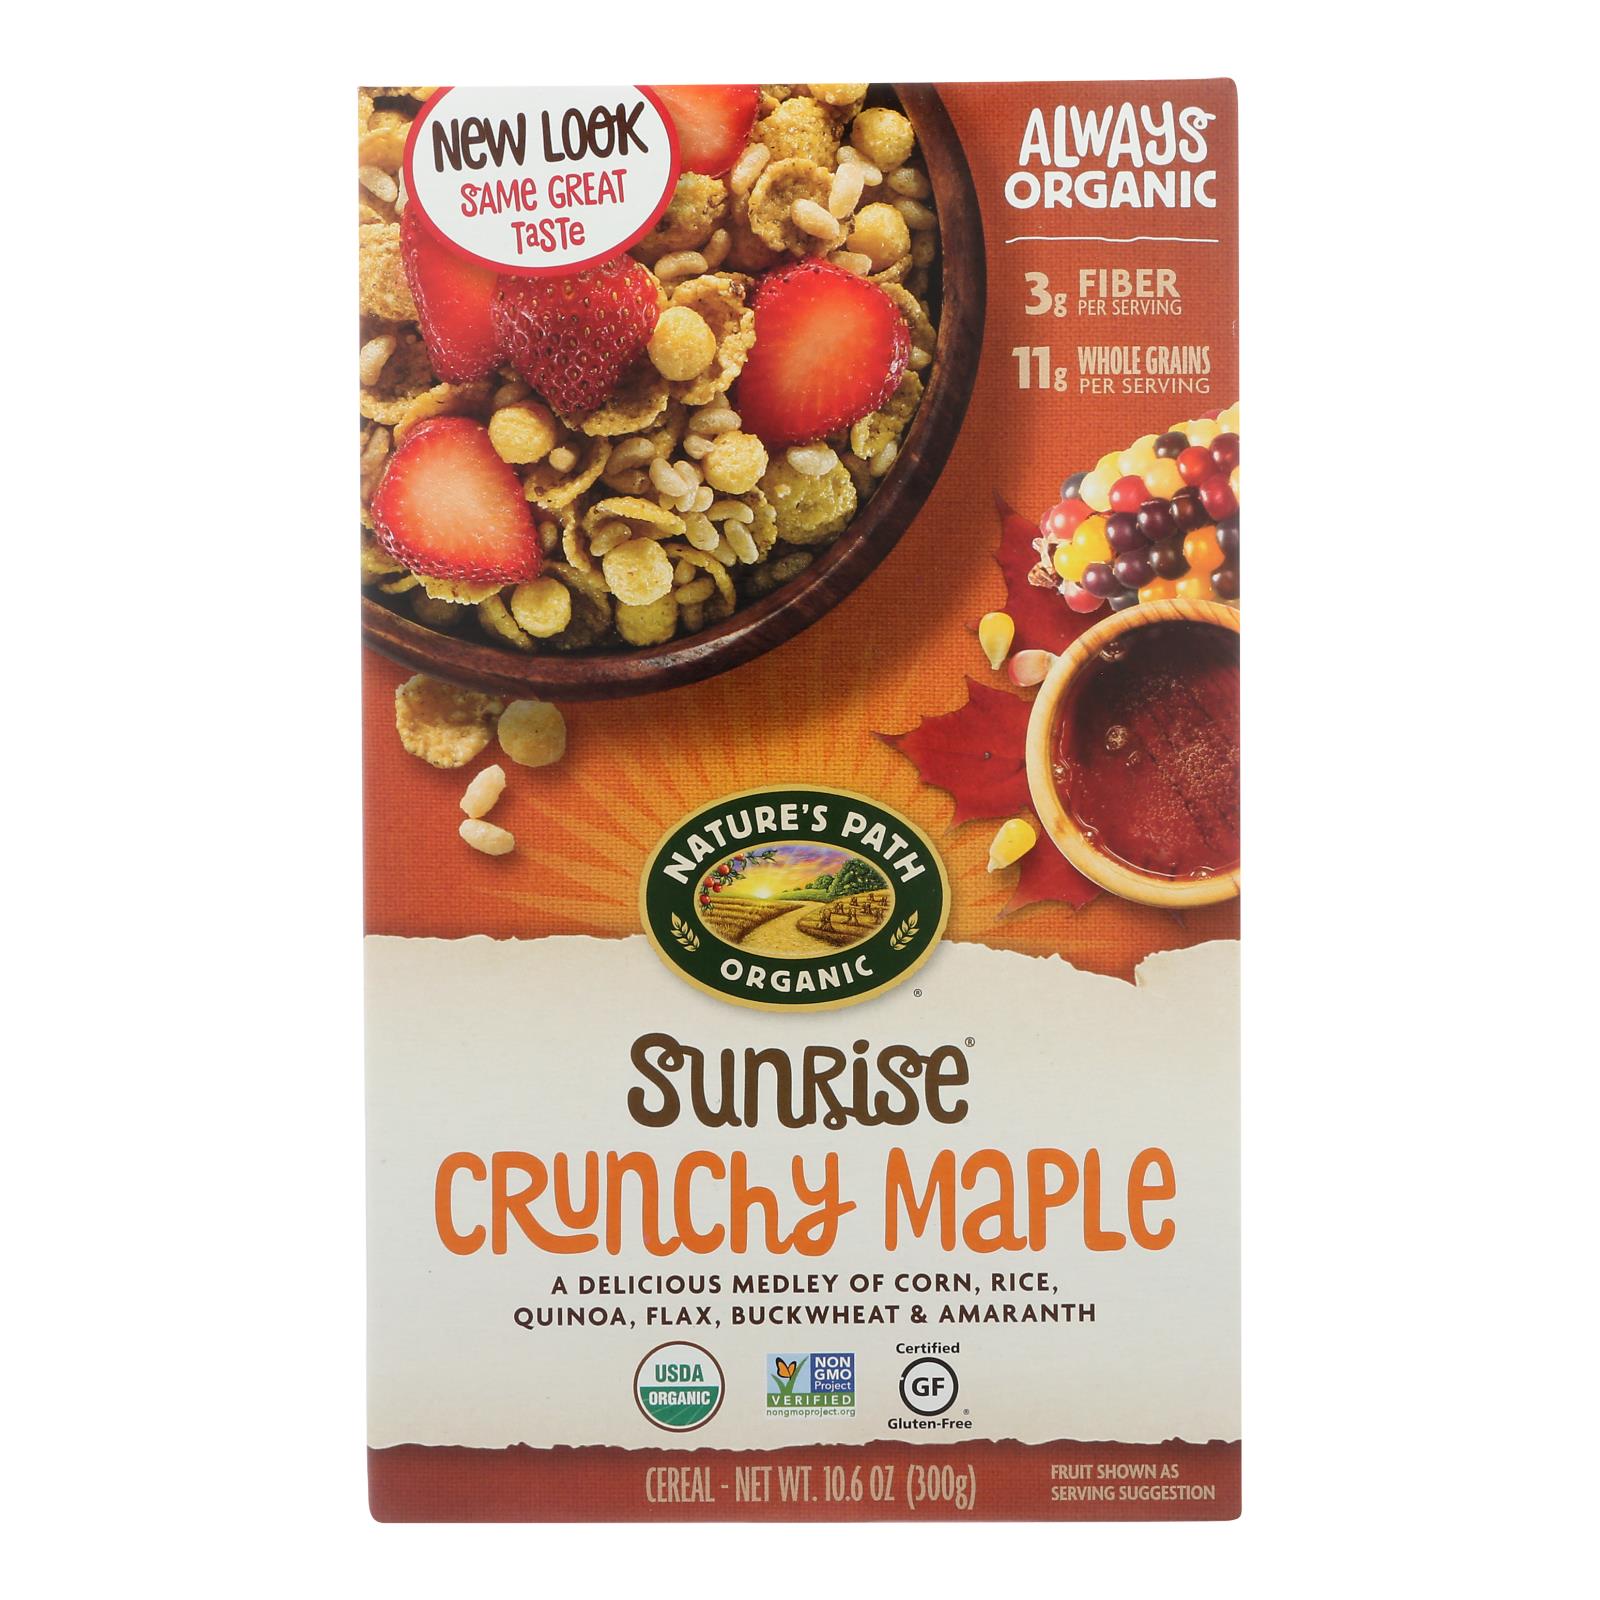 NEW LOOK
SAME GREAT
TASTE
ALWAYS
ORGANIC
3g FIBER
PER SERVING
11g WHOLE GRAINS
PER SERVING
NATURE'S PATH
ORGANIC
®
SUNRISE®
CRUNCHY MAPLE
A DELICIOUS MEDLEY OF CORN, RICE,
QUINOA, FLAX, BUCKWHEAT & AMARANTH
USDA
ORGANIC
NON
GMO
Project
VERIFIED
nongmoproject.org
Certified
GF
®
Gluten-Free
CEREAL - NET WT. 10.6 OZ (300g)
FRUIT SHOWN AS
SERVING SUGGESTION